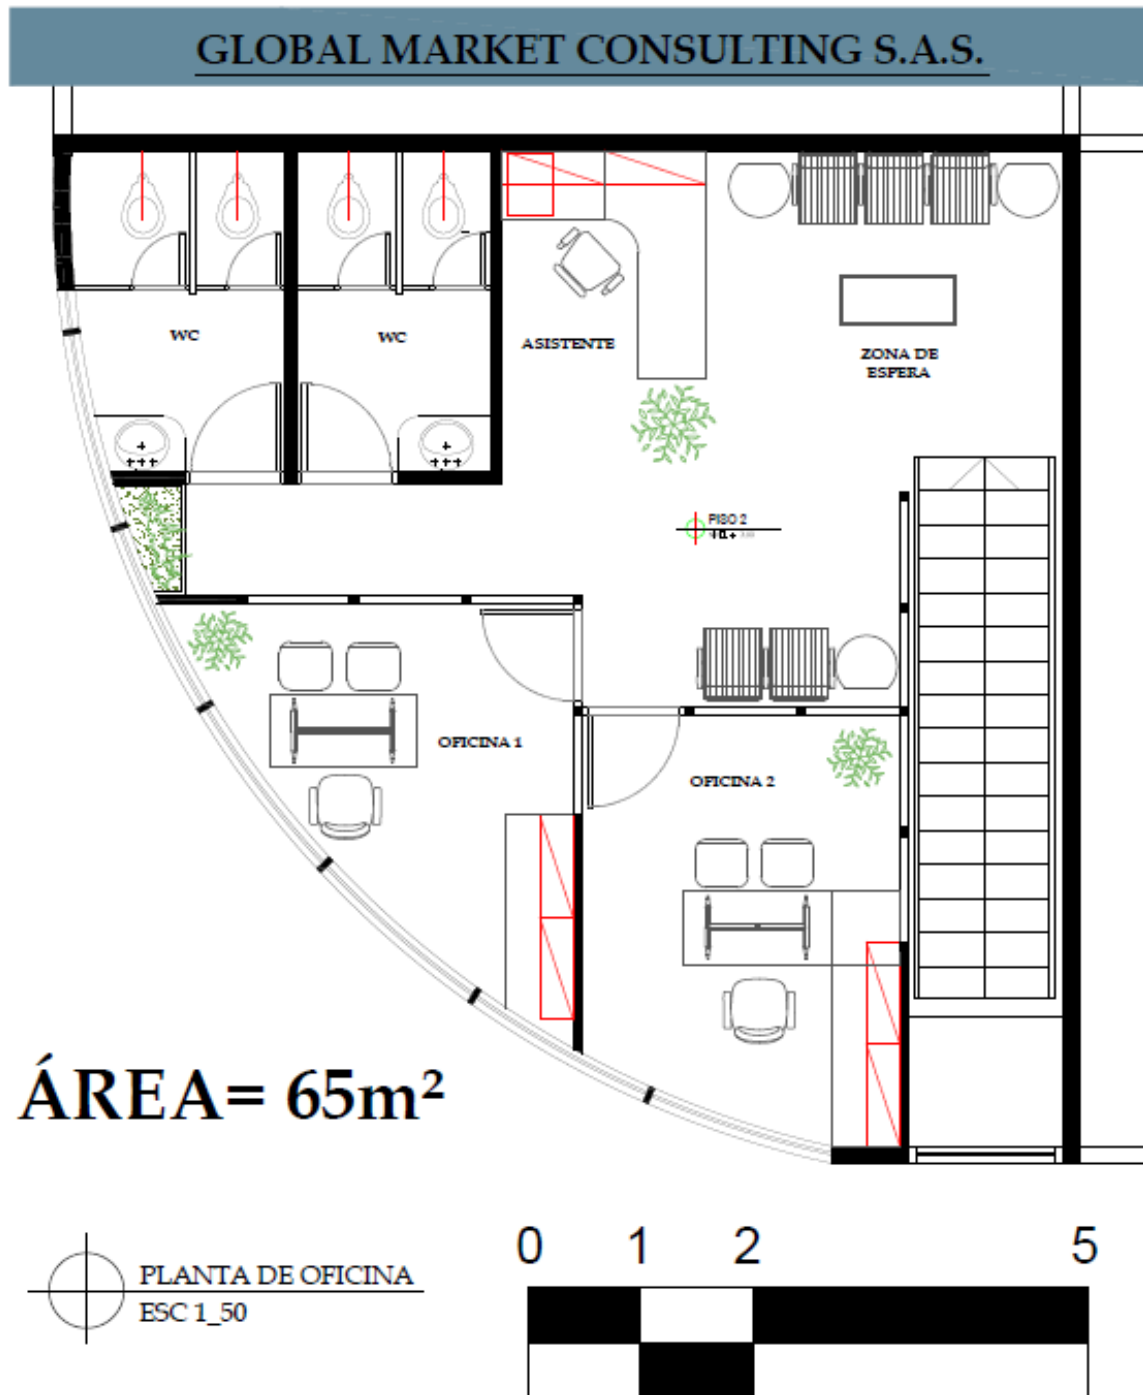 GLOBAL MARKET CONSULTING S.A.S.
WC
WC
ASISTENTE
ZONA DE
ESPERA
PISO 2
OFICINA 1
OFICINA 2
ÁREA= 65m²
PLANTA DE OFICINA
ESC 1_50
0 1 2 5